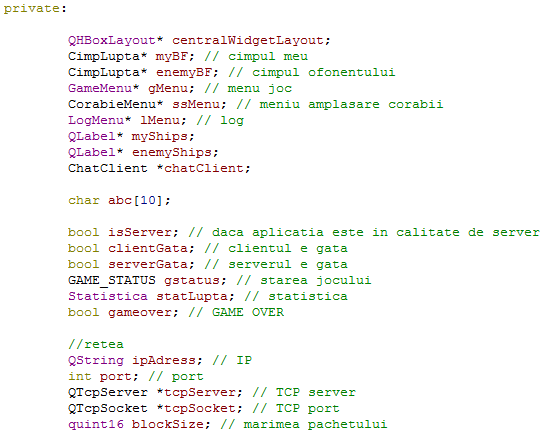 private:
QHBoxLayout* centralWidgetLayout;
CimpLupta* myBF; // cimpul meu
CimpLupta* enemyBF; // cimpul ofonentului
GameMenu* gMenu; // menu joc
CorabieMenu* ssMenu; // meniu amplasare corabii
LogMenu* lMenu; // log
QLabel* myShips;
QLabel* enemyShips;
ChatClient *chatClient;
char abc[10];
bool isServer; // daca aplicatia este in calitate de server
bool clientGata; // clientul e gata
bool serverGata; // serverul e gata
GAME_STATUS gstatus; // starea jocului
Statistica statLupta; // statistica
bool gameover; // GAME OVER
//retea
QString ipAdress; // IP
int port; // port
QTcpServer *tcpServer; // TCP server
QTcpSocket *tcpSocket; // TCP port
quint16 blockSize; // marimea pachetului